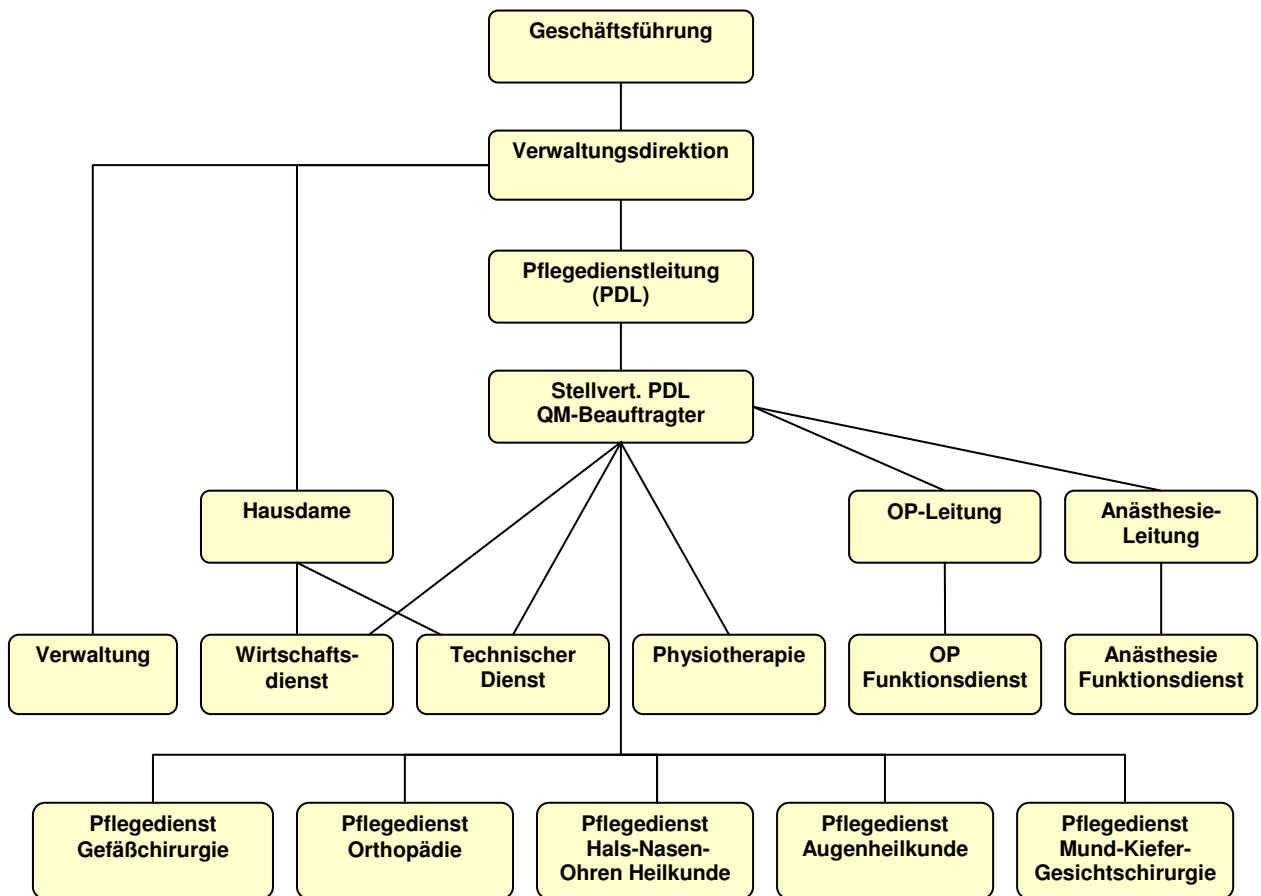 Geschäftsführung
Verwaltungsdirektion
Pflegedienstleitung
(PDL)
Stellvert. PDL
QM-Beauftragter
Hausdame
OP-Leitung
Anästhesie-
Leitung
Verwaltung
Wirtschafts-
dienst
Technischer
Dienst
Physiotherapie
OP
Funktionsdienst
Anästhesie
Funktionsdienst
Pflegedienst
Gefäßchirurgie
Pflegedienst
Orthopädie
Pflegedienst
Hals-Nasen-
Ohren Heilkunde
Pflegedienst
Augenheilkunde
Pflegedienst
Mund-Kiefer-
Gesichtschirurgie